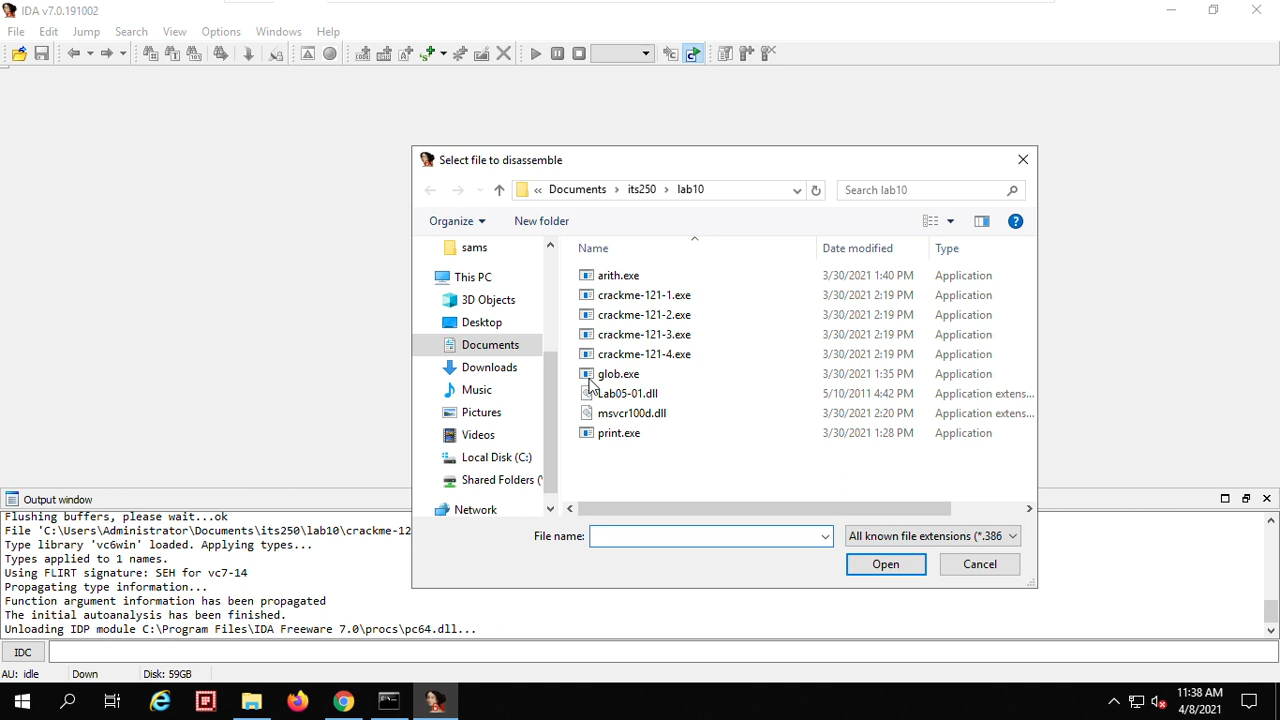 IDA v7.0.191002
File Edit Jump Search View Options Windows Help
Select file to disassemble
« Documents › its250 › lab10
Search lab10
Organize New folder
Name Date modified Type
sams
This PC
3D Objects
Desktop
Documents
Downloads
Music
Pictures
Videos
Local Disk (C:)
Shared Folders (
Network
arith.exe 3/30/2021 1:40 PM Application
crackme-121-1.exe 3/30/2021 2:19 PM Application
crackme-121-2.exe 3/30/2021 2:19 PM Application
crackme-121-3.exe 3/30/2021 2:19 PM Application
crackme-121-4.exe 3/30/2021 2:19 PM Application
glob.exe 3/30/2021 1:35 PM Application
Lab05-01.dll 5/10/2011 4:42 PM Application extens...
msvcr100d.dll 3/30/2021 2:20 PM Application extens...
print.exe 3/30/2021 1:28 PM Application
File name: All known file extensions (*.386
Open Cancel
Output window
Flushing buffers, please wait...ok
File 'C:\Users\Administrator\Documents\its250\lab10\crackme-12
Type library 'vc6win' loaded. Applying types...
Types applied to 1 names.
Using FLIRT signature: SEH for vc7-14
Propagating type information...
Function argument information has been propagated
The initial autoanalysis has been finished.
Unloading IDP module C:\Program Files\IDA Freeware 7.0\procs\pc64.dll...
IDC
AU: idle Down Disk: 59GB
11:38 AM
4/8/2021